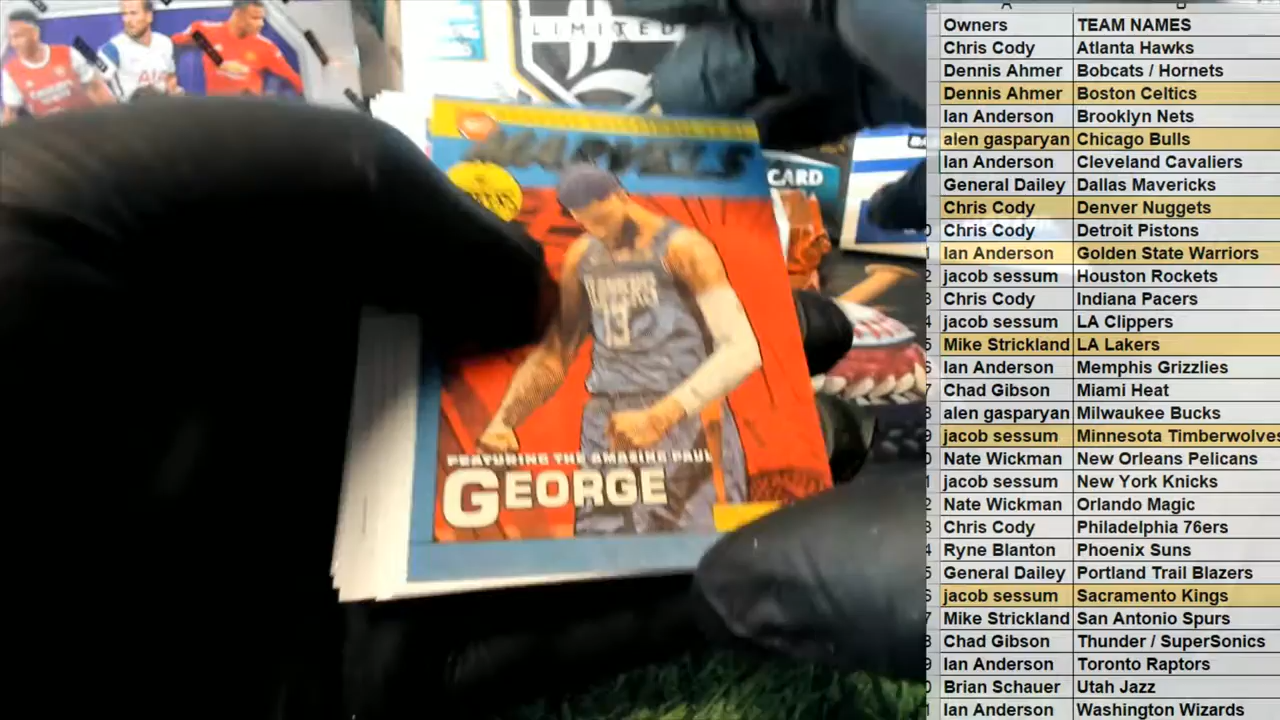 LIMITED
CARD
FEATURING THE AMAZING PAUL
GEORGE
13
Owners TEAM NAMES
Chris Cody Atlanta Hawks
Dennis Ahmer Bobcats / Hornets
Dennis Ahmer Boston Celtics
Ian Anderson Brooklyn Nets
alen gasparyan Chicago Bulls
Ian Anderson Cleveland Cavaliers
General Dailey Dallas Mavericks
Chris Cody Denver Nuggets
Chris Cody Detroit Pistons
Ian Anderson Golden State Warriors
jacob sessum Houston Rockets
Chris Cody Indiana Pacers
jacob sessum LA Clippers
Mike Strickland LA Lakers
Ian Anderson Memphis Grizzlies
Chad Gibson Miami Heat
alen gasparyan Milwaukee Bucks
jacob sessum Minnesota Timberwolves
Nate Wickman New Orleans Pelicans
jacob sessum New York Knicks
Nate Wickman Orlando Magic
Chris Cody Philadelphia 76ers
Ryne Blanton Phoenix Suns
General Dailey Portland Trail Blazers
jacob sessum Sacramento Kings
Mike Strickland San Antonio Spurs
Chad Gibson Thunder / SuperSonics
Ian Anderson Toronto Raptors
Brian Schauer Utah Jazz
Ian Anderson Washington Wizards